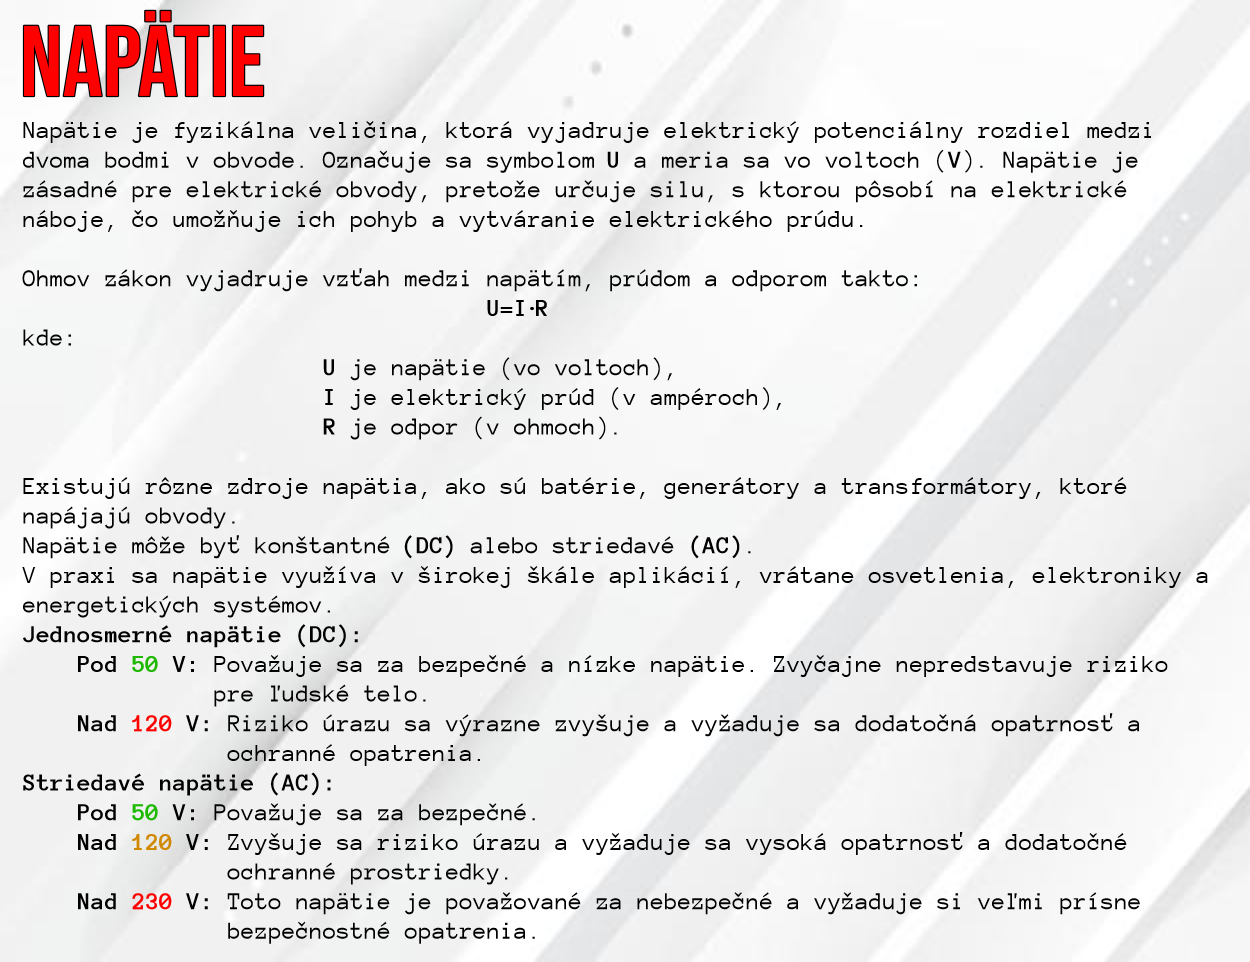 NAPÄTIE
Napätie je fyzikálna veličina, ktorá vyjadruje elektrický potenciálny rozdiel medzi
dvoma bodmi v obvode. Označuje sa symbolom U a meria sa vo voltoch (V). Napätie je
zásadné pre elektrické obvody, pretože určuje silu, s ktorou pôsobí na elektrické
náboje, čo umožňuje ich pohyb a vytváranie elektrického prúdu.
Ohmov zákon vyjadruje vzťah medzi napätím, prúdom a odporom takto:
U=I·R
kde:
U je napätie (vo voltoch),
I je elektrický prúd (v ampéroch),
R je odpor (v ohmoch).
Existujú rôzne zdroje napätia, ako sú batérie, generátory a transformátory, ktoré
napájajú obvody.
Napätie môže byť konštantné (DC) alebo striedavé (AC).
V praxi sa napätie využíva v širokej škále aplikácií, vrátane osvetlenia, elektroniky a
energetických systémov.
Jednosmerné napätie (DC):
Pod 50 V: Považuje sa za bezpečné a nízke napätie. Zvyčajne nepredstavuje riziko
pre ľudské telo.
Nad 120 V: Riziko úrazu sa výrazne zvyšuje a vyžaduje sa dodatočná opatrnosť a
ochranné opatrenia.
Striedavé napätie (AC):
Pod 50 V: Považuje sa za bezpečné.
Nad 120 V: Zvyšuje sa riziko úrazu a vyžaduje sa vysoká opatrnosť a dodatočné
ochranné prostriedky.
Nad 230 V: Toto napätie je považované za nebezpečné a vyžaduje si veľmi prísne
bezpečnostné opatrenia.